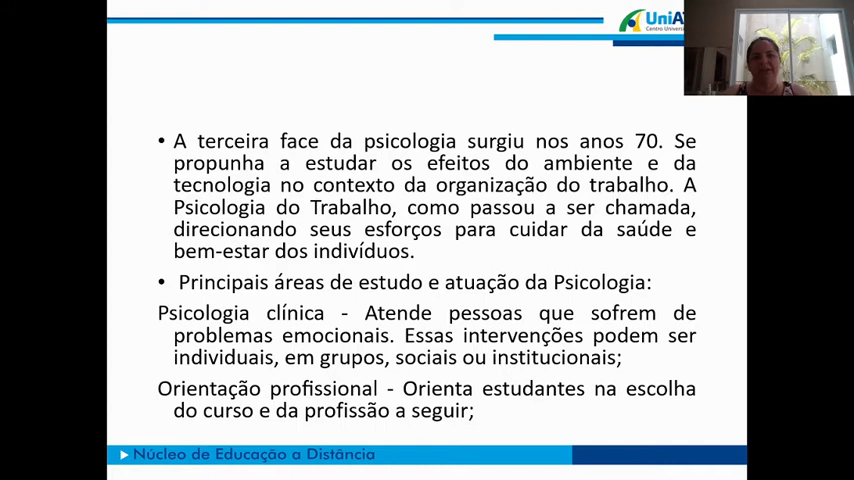 UniA
Centro Univers
• A terceira face da psicologia surgiu nos anos 70. Se
propunha a estudar os efeitos do ambiente e da
tecnologia no contexto da organização do trabalho. A
Psicologia do Trabalho, como passou a ser chamada,
direcionando seus esforços para cuidar da saúde e
bem-estar dos indivíduos.
• Principais áreas de estudo e atuação da Psicologia:
Psicologia clínica - Atende pessoas que sofrem de
problemas emocionais. Essas intervenções podem ser
individuais, em grupos, sociais ou institucionais;
Orientação profissional - Orienta estudantes na escolha
do curso e da profissão a seguir;
Núcleo de Educação a Distância